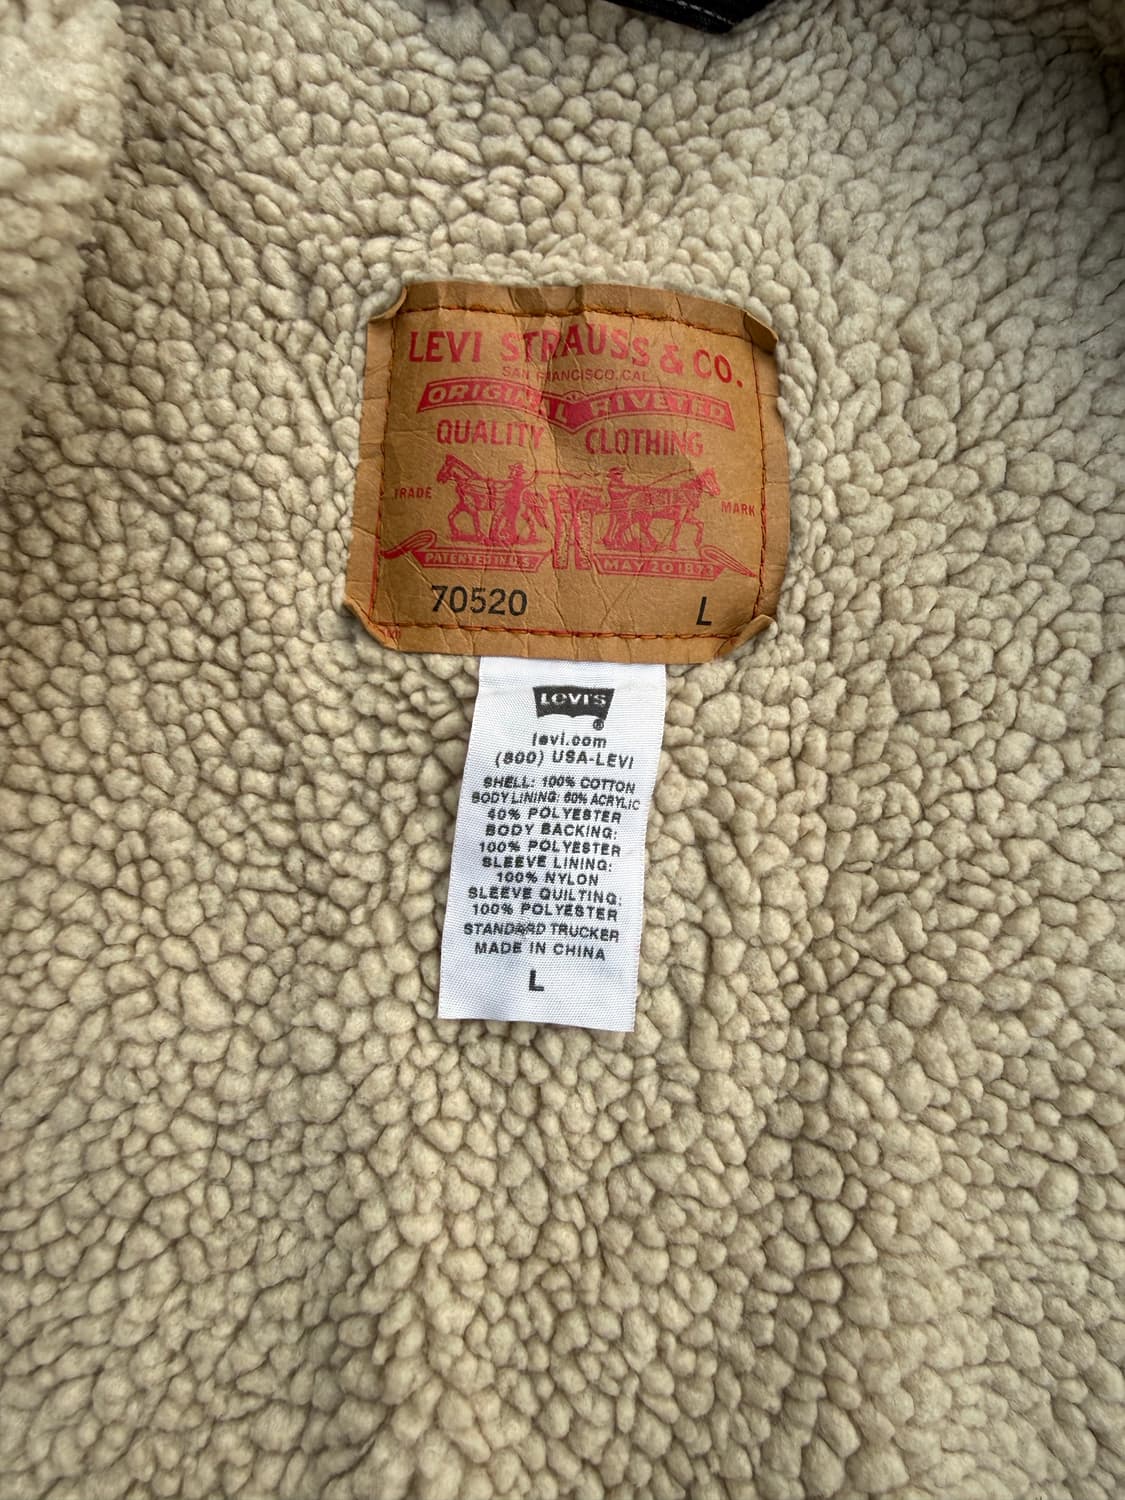 LEVI STRAUSS & CO.
SAN FRANCISCO, CAL.
ORIGINAL RIVETED
QUALITY CLOTHING
TRADE MARK
PATENTED IN U.S. MAY 20 1873
70520 L
LEVI'S
®
levi.com
(800) USA-LEVI
SHELL: 100% COTTON
BODY LINING: 60% ACRYLIC
40% POLYESTER
BODY BACKING:
100% POLYESTER
SLEEVE LINING:
100% NYLON
SLEEVE QUILTING:
100% POLYESTER
STANDARD TRUCKER
MADE IN CHINA
L